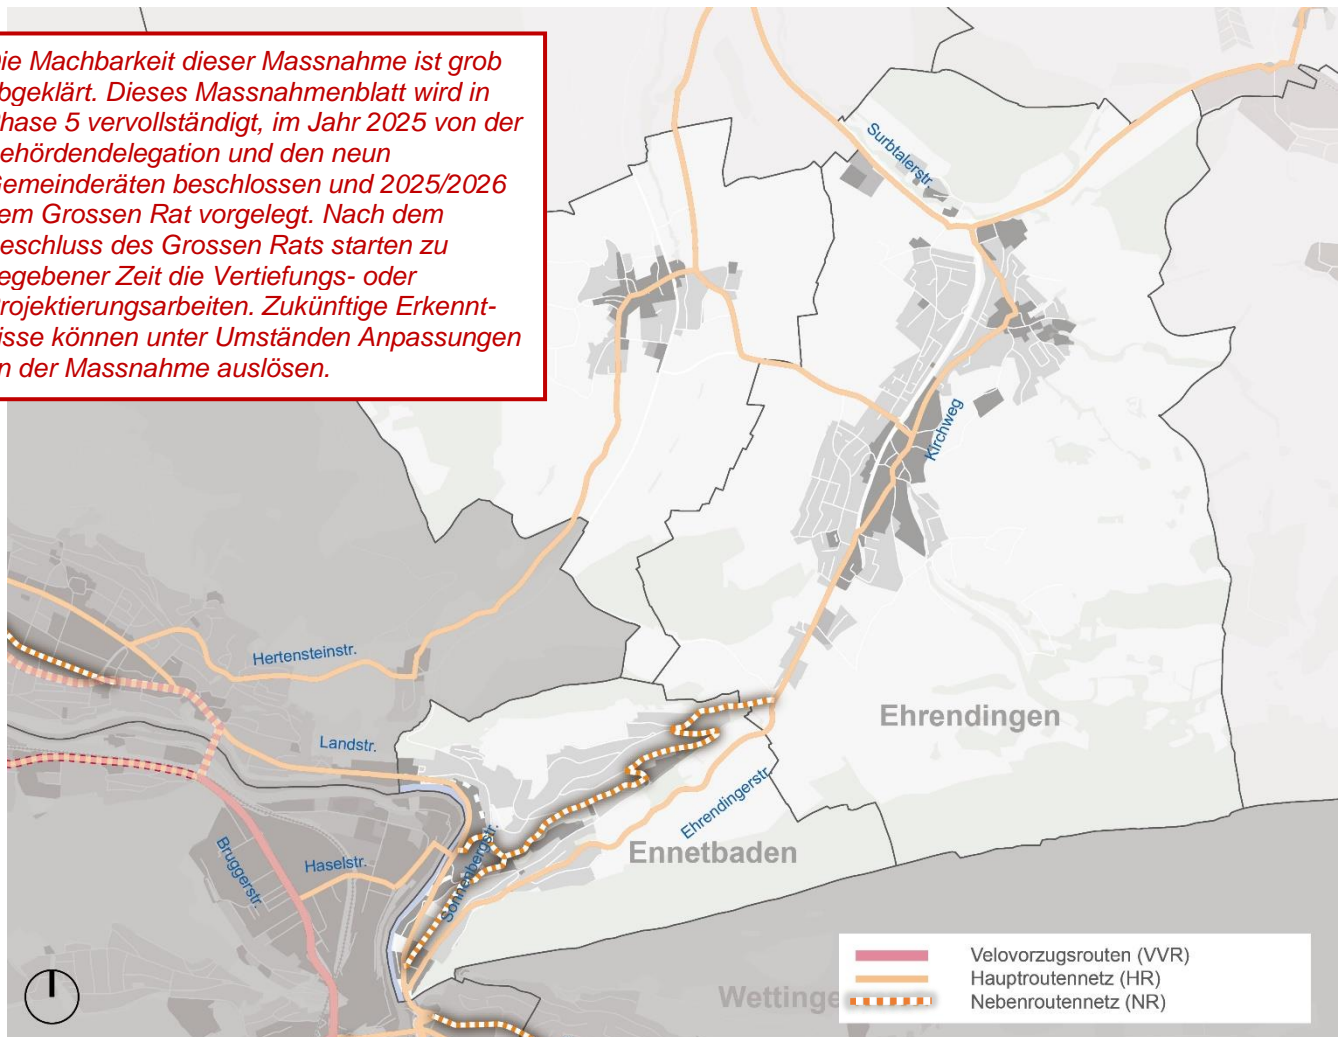 ie Machbarkeit dieser Massnahme ist grob
bgeklärt. Dieses Massnahmenblatt wird in
hase 5 vervollständigt, im Jahr 2025 von der
ehördendelegation und den neun
emeinderäten beschlossen und 2025/2026
em Grossen Rat vorgelegt. Nach dem
eschluss des Grossen Rats starten zu
egebener Zeit die Vertiefungs- oder
rojektierungsarbeiten. Zukünftige Erkennt-
isse können unter Umständen Anpassungen
n der Massnahme auslösen.
Surbtalerstr.
Kirchweg
Hertensteinstr.
Landstr.
Ehrendingen
Ehrendingerstr.
Ennetbaden
Sonnenbergstr.
Haselstr.
Bruggerstr.
Wettinge
Velovorzugsrouten (VVR)
Hauptroutennetz (HR)
Nebenroutennetz (NR)